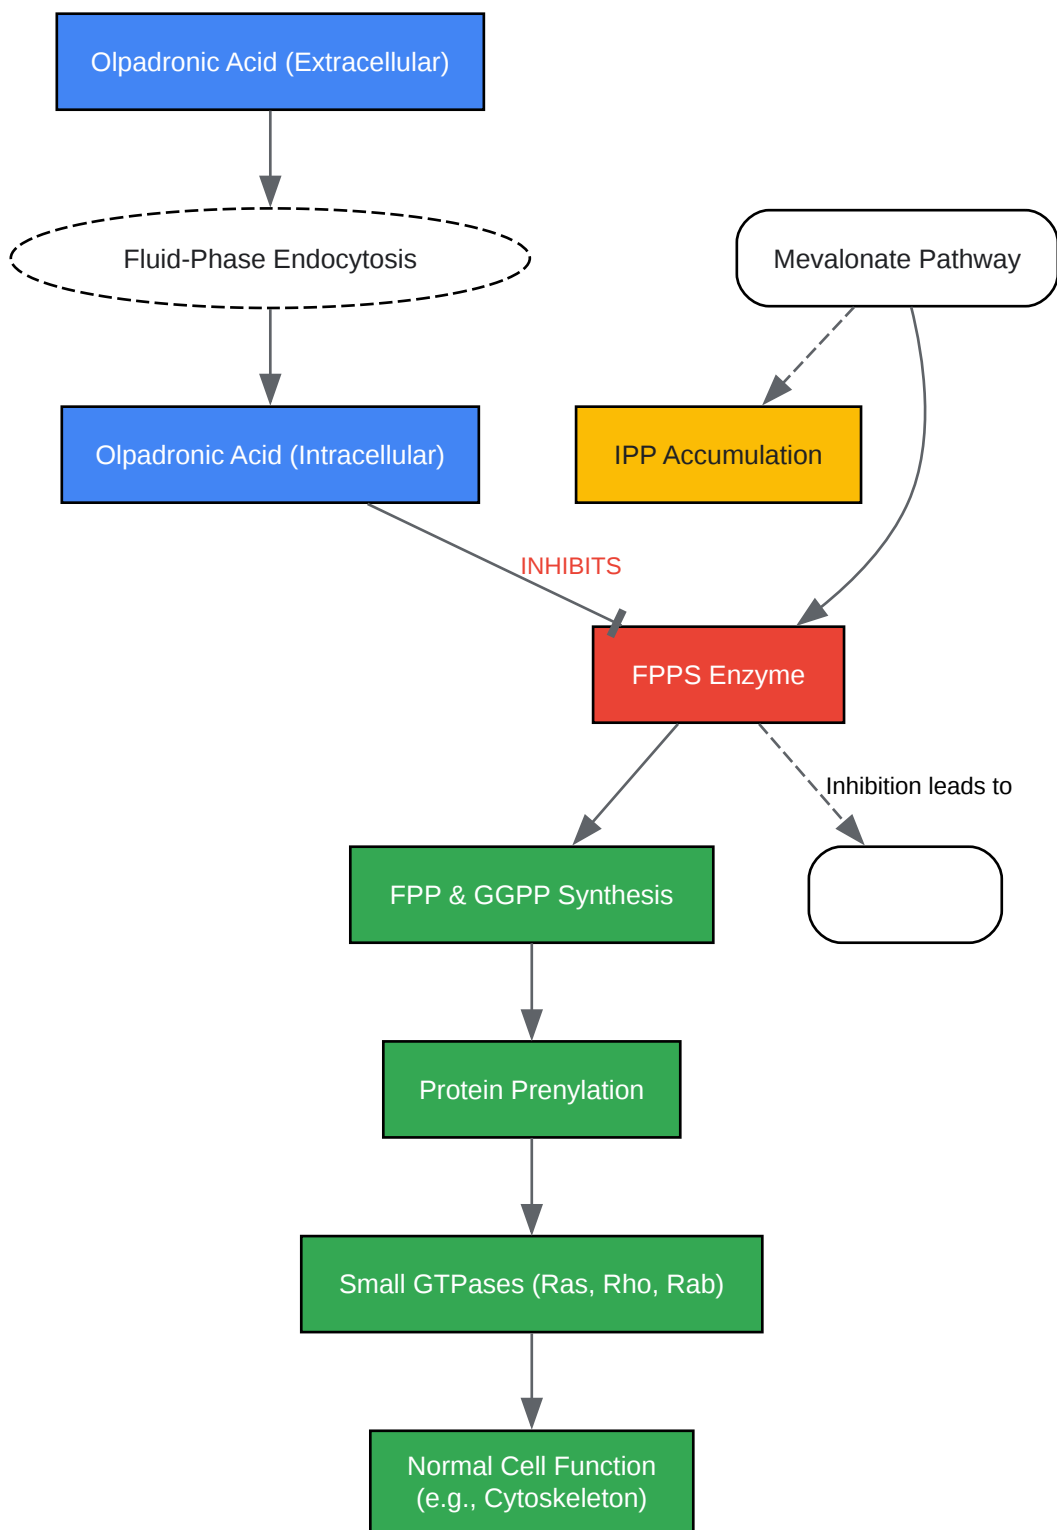 Olpadronic Acid (Extracellular)
Fluid-Phase Endocytosis
Mevalonate Pathway
Olpadronic Acid (Intracellular)
IPP Accumulation
INHIBITS
FPPS Enzyme
Inhibition leads to
FPP & GGPP Synthesis
Protein Prenylation
Small GTPases (Ras, Rho, Rab)
Normal Cell Function
(e.g., Cytoskeleton)